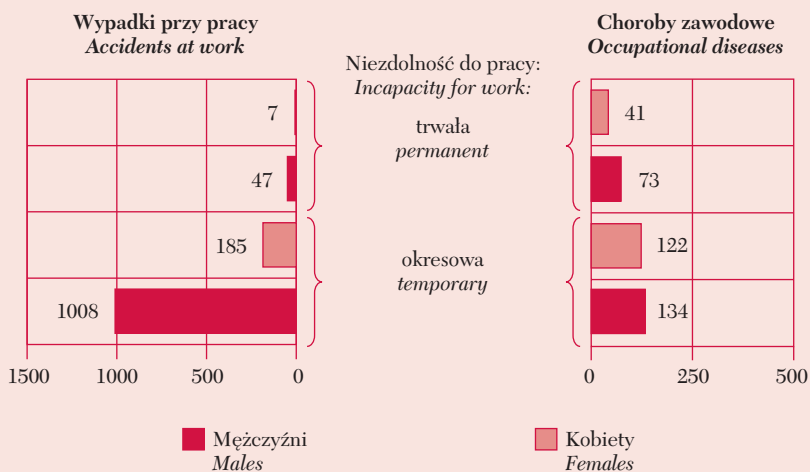 Wypadki przy pracy
Accidents at work
Choroby zawodowe
Occupational diseases
Niezdolność do pracy:
Incapacity for work:
trwała
permanent
okresowa
temporary
7
47
185
1008
41
73
122
134
1500 1000 500 0
0 250 500
Mężczyźni
Males
Kobiety
Females